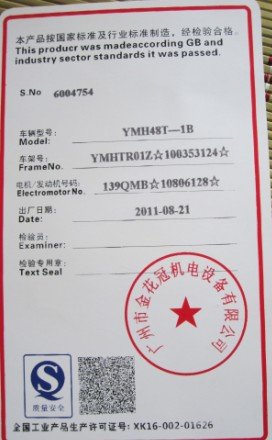 本产品按国家标准及行业标准制造，经检验合格。
This producr was madeaccording GB and
industry sector standards it was passed.
S.No 6004754
车辆型号：
Model: YMH48T—1B
车架号：
FrameNo. YMHTR01Z☆100353124☆
电机/发动机号码：
Electromotor No. 139QMB☆10806128☆
出厂日期：
Date: 2011-08-21
检验员：
Examiner:
检验专用章：
Text Seal
广州市金花冠机电设备有限公司
QS
质量安全
全国工业产品生产许可证号：XK16-002-01626